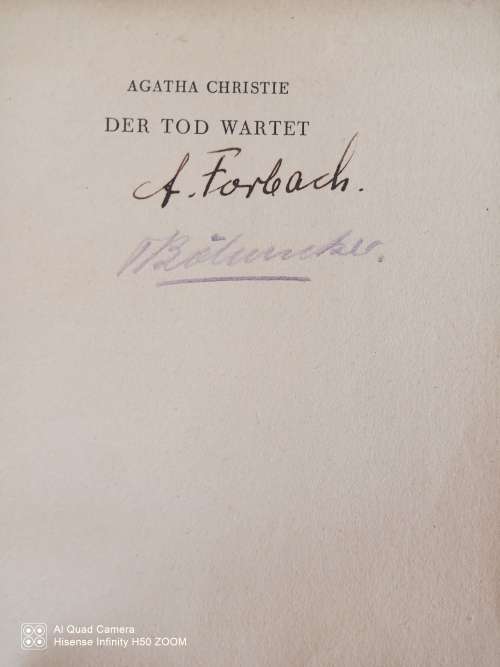 AGATHA CHRISTIE
DER TOD WARTET
A. Forbach.
AI Quad Camera
Hisense Infinity H50 ZOOM